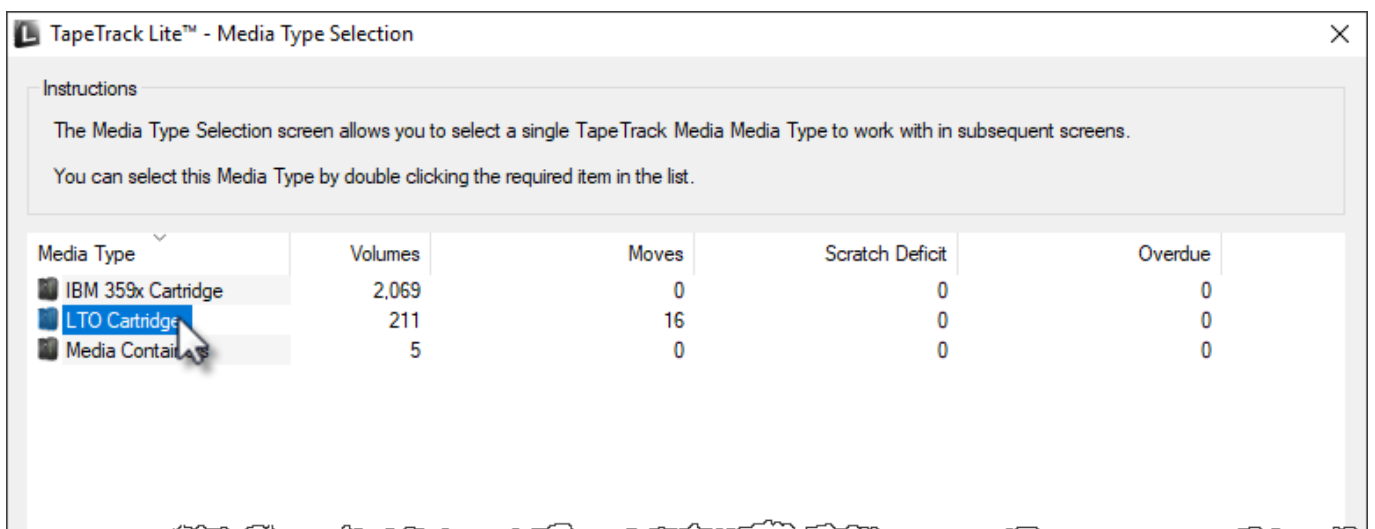 TapeTrack Lite™ - Media Type Selection
Instructions
The Media Type Selection screen allows you to select a single TapeTrack Media Media Type to work with in subsequent screens.
You can select this Media Type by double clicking the required item in the list.
Media Type Volumes Moves Scratch Deficit Overdue
IBM 359x Cartridge 2,069 0 0 0
LTO Cartridge 211 16 0 0
Media Containers 5 0 0 0